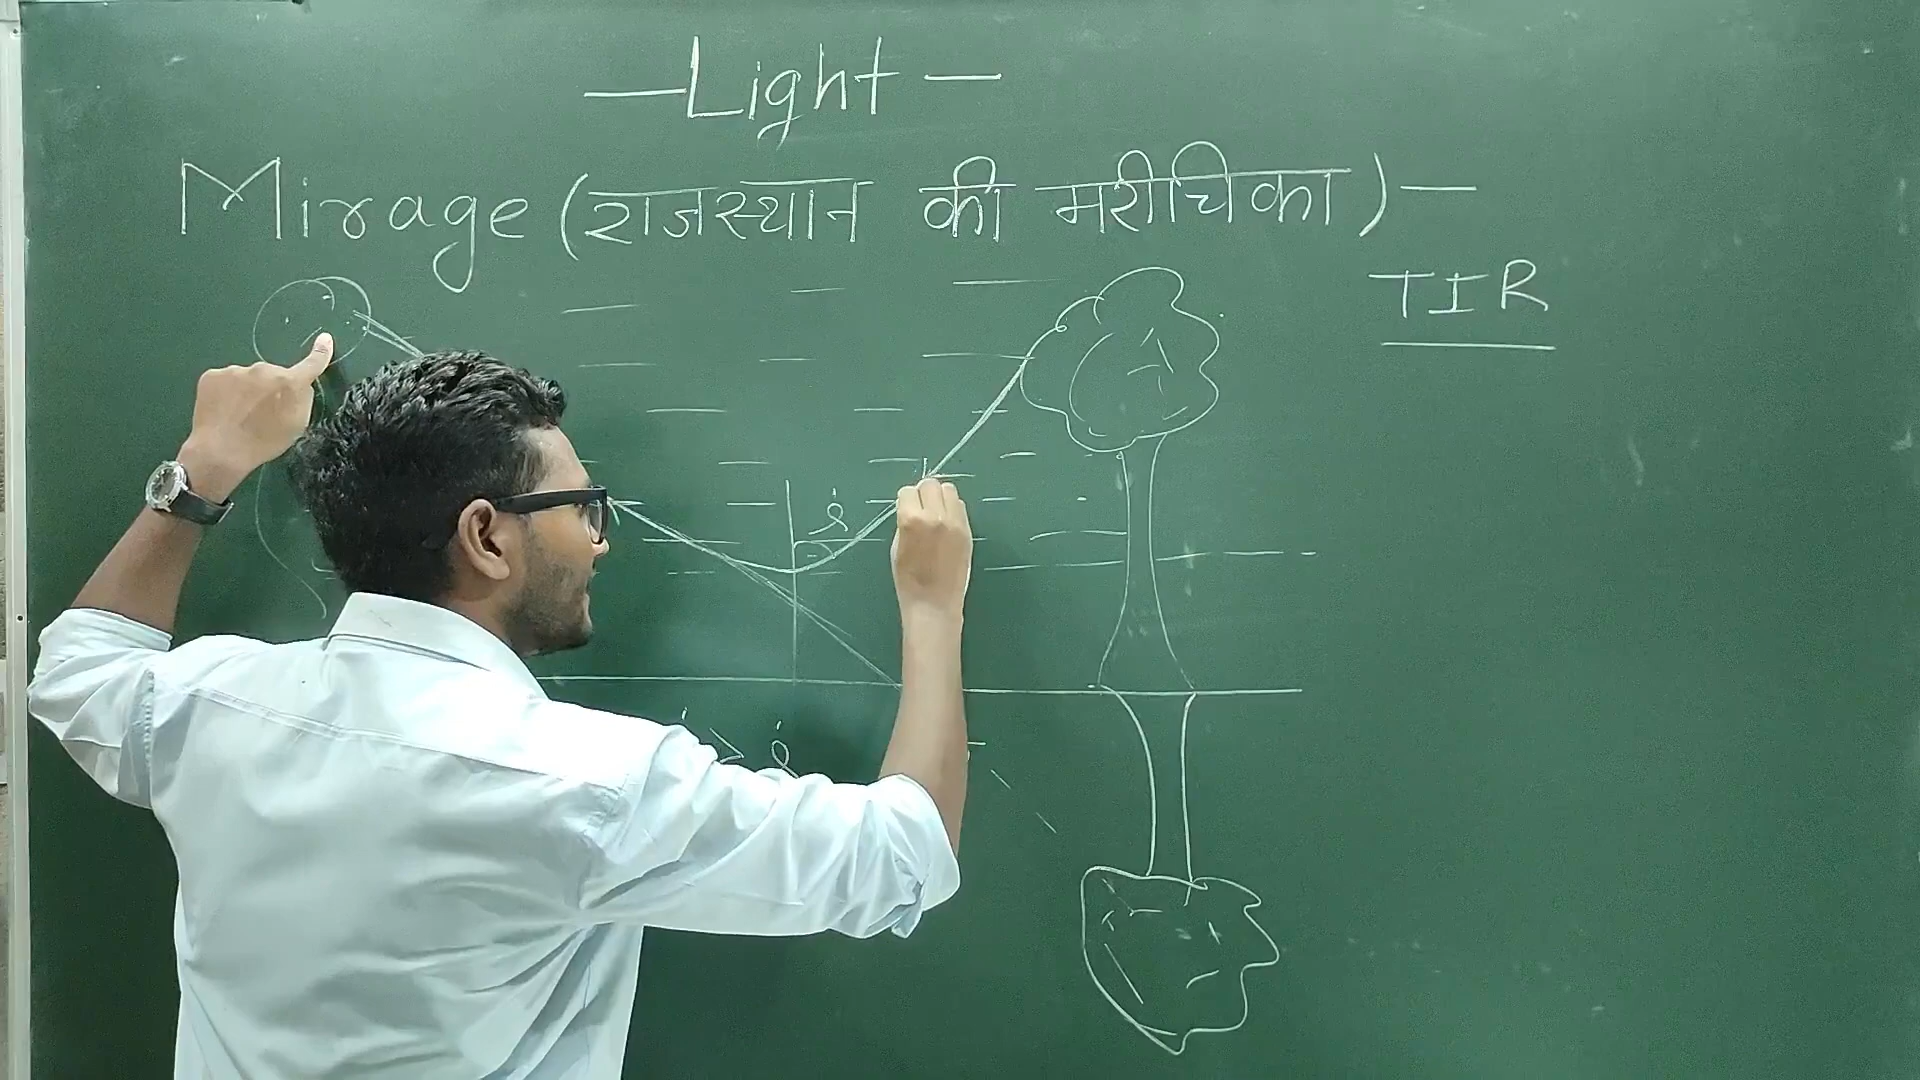 — Light —
Mirage (राजस्थान की मरीचिका) —
TIR
i
i > i